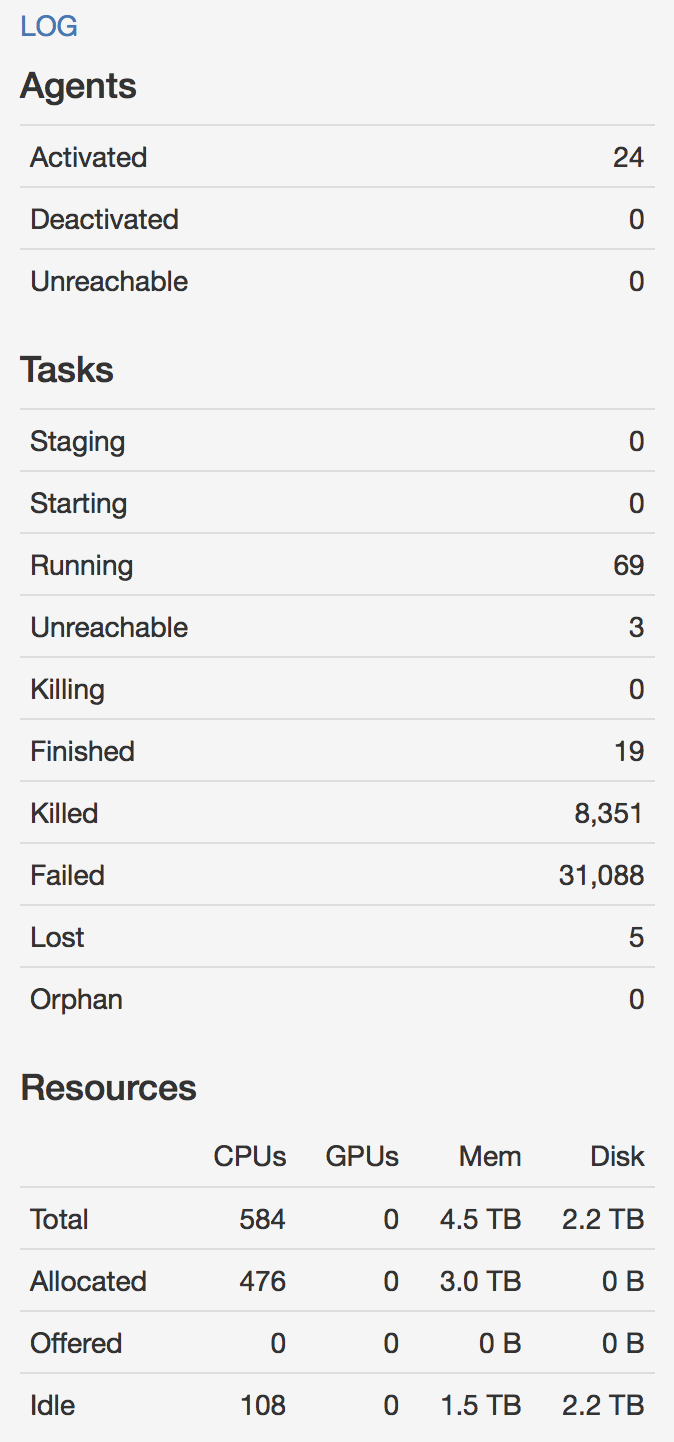 LOG
Agents
Activated 24
Deactivated 0
Unreachable 0
Tasks
Staging 0
Starting 0
Running 69
Unreachable 3
Killing 0
Finished 19
Killed 8,351
Failed 31,088
Lost 5
Orphan 0
Resources
CPUs GPUs Mem Disk
Total 584 0 4.5 TB 2.2 TB
Allocated 476 0 3.0 TB 0 B
Offered 0 0 0 B 0 B
Idle 108 0 1.5 TB 2.2 TB